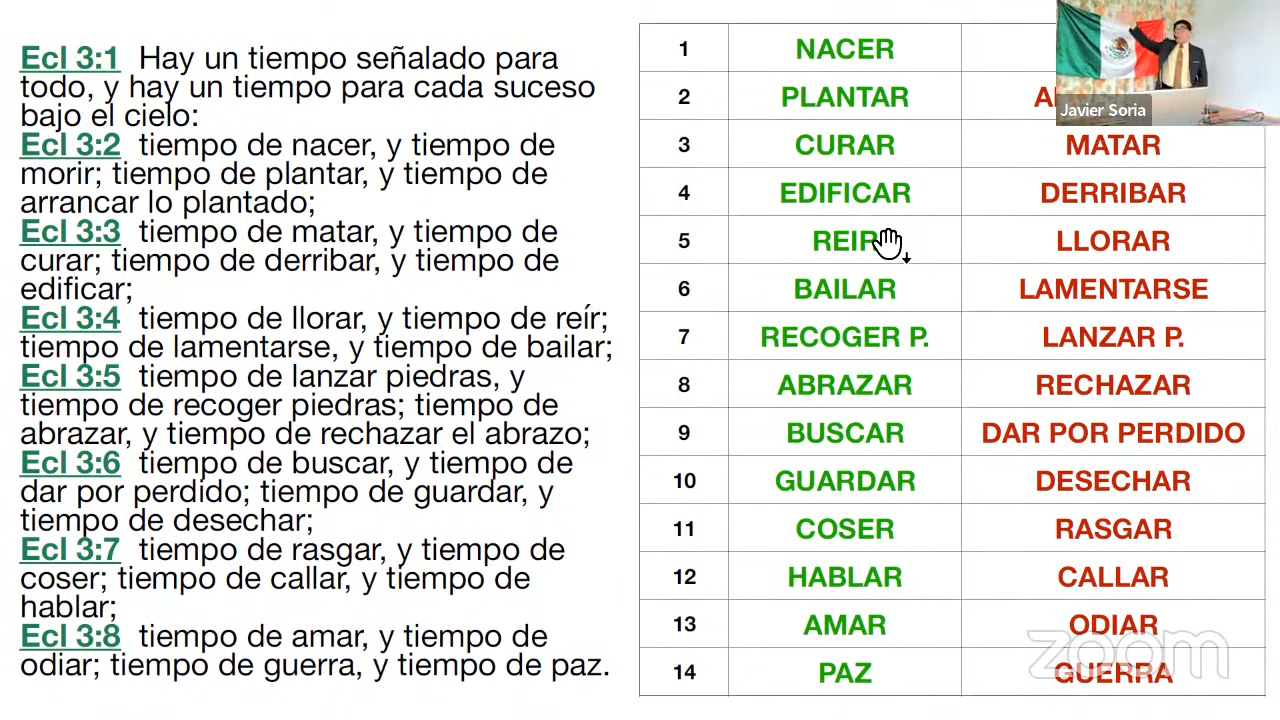 Ecl 3:1 Hay un tiempo señalado para
todo, y hay un tiempo para cada suceso
bajo el cielo:
Ecl 3:2 tiempo de nacer, y tiempo de
morir; tiempo de plantar, y tiempo de
arrancar lo plantado;
Ecl 3:3 tiempo de matar, y tiempo de
curar; tiempo de derribar, y tiempo de
edificar;
Ecl 3:4 tiempo de llorar, y tiempo de reír;
tiempo de lamentarse, y tiempo de bailar;
Ecl 3:5 tiempo de lanzar piedras, y
tiempo de recoger piedras; tiempo de
abrazar, y tiempo de rechazar el abrazo;
Ecl 3:6 tiempo de buscar, y tiempo de
dar por perdido; tiempo de guardar, y
tiempo de desechar;
Ecl 3:7 tiempo de rasgar, y tiempo de
coser; tiempo de callar, y tiempo de
hablar;
Ecl 3:8 tiempo de amar, y tiempo de
odiar; tiempo de guerra, y tiempo de paz.
1 NACER
2 PLANTAR
3 CURAR MATAR
4 EDIFICAR DERRIBAR
5 REIR LLORAR
6 BAILAR LAMENTARSE
7 RECOGER P. LANZAR P.
8 ABRAZAR RECHAZAR
9 BUSCAR DAR POR PERDIDO
10 GUARDAR DESECHAR
11 COSER RASGAR
12 HABLAR CALLAR
13 AMAR ODIAR
14 PAZ GUERRA
Javier Soria
zoom